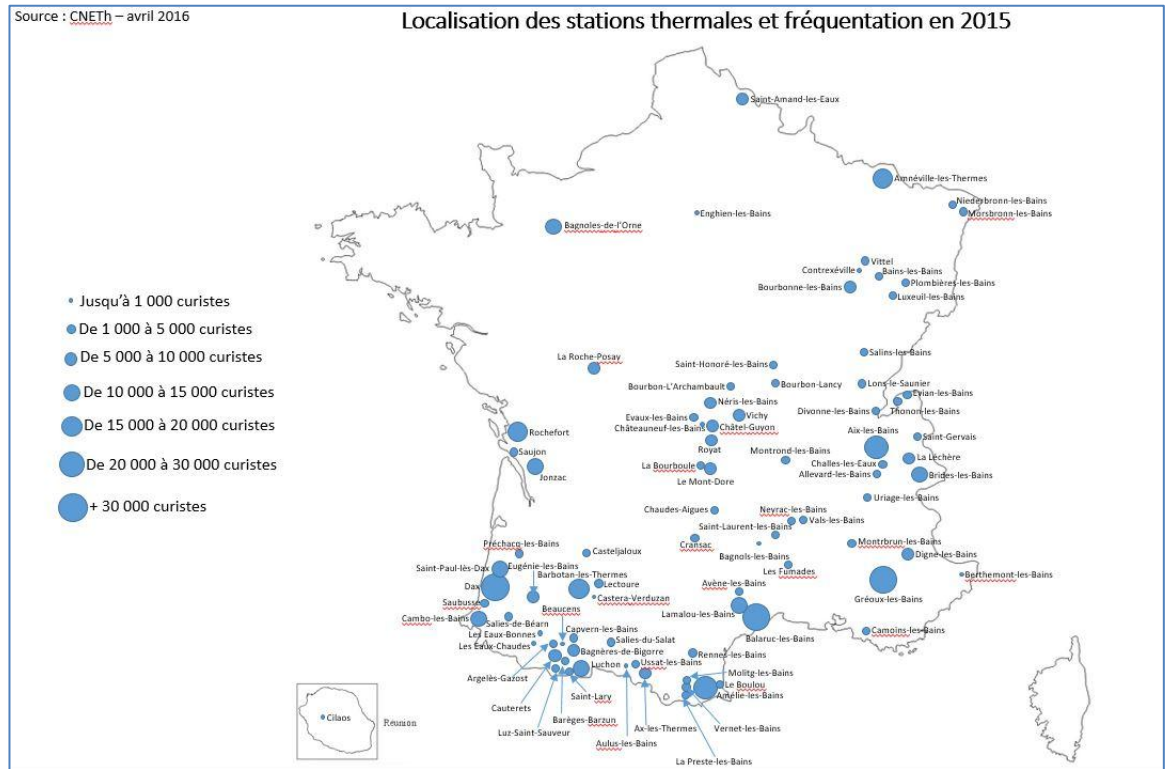 Source : CNETh – avril 2016
Localisation des stations thermales et fréquentation en 2015
Saint-Amand-les-Eaux
Amnéville-les-Thermes
Niederbronn-les-Bains
Morsbronn-les-Bains
Enghien-les-Bains
Bagnoles-de-l'Orne
Vittel
Contrexéville
Bains-les-Bains
Plombières-les-Bains
Bourbonne-les-Bains
Luxeuil-les-Bains
Jusqu'à 1 000 curistes
De 1 000 à 5 000 curistes
De 5 000 à 10 000 curistes
De 10 000 à 15 000 curistes
De 15 000 à 20 000 curistes
De 20 000 à 30 000 curistes
+ 30 000 curistes
La Roche-Posay
Saint-Honoré-les-Bains
Salins-les-Bains
Bourbon-L'Archambault
Bourbon-Lancy
Lons-le-Saunier
Evian-les-Bains
Néris-les-Bains
Divonne-les-Bains
Thonon-les-Bains
Evaux-les-Bains
Vichy
Châteauneuf-les-Bains
Châtel-Guyon
Aix-les-Bains
Rochefort
Saint-Gervais
Royat
Saujon
Montrond-les-Bains
La Léchère
La Bourboule
Challes-les-Eaux
Jonzac
Allevard-les-Bains
Brides-les-Bains
Le Mont-Dore
Uriage-les-Bains
Chaudes-Aigues
Neyrac-les-Bains
Vals-les-Bains
Saint-Laurent-les-Bains
Préchacq-les-Bains
Cransac
Montrbrun-les-Bains
Casteljaloux
Bagnols-les-Bains
Digne-les-Bains
Eugénie-les-Bains
Saint-Paul-lès-Dax
Barbotan-les-Thermes
Les Fumades
Berthemont-les-Bains
Lectoure
Avène-les-Bains
Dax
Castera-Verduzan
Gréoux-les-Bains
Saubusse
Beaucens
Lamalou-les-Bains
Cambo-les-Bains
Salies-de-Béarn
Capvern-les-Bains
Camoins-les-Bains
Les Eaux-Bonnes
Salies-du-Salat
Balaruc-les-Bains
Les Eaux-Chaudes
Bagnères-de-Bigorre
Rennes-les-Bains
Luchon
Ussat-les-Bains
Molitg-les-Bains
Argelès-Gazost
Le Boulou
Saint-Lary
Amélie-les-Bains
Cauterets
Barèges-Barzun
Ax-les-Thermes
Vernet-les-Bains
Luz-Saint-Sauveur
Aulus-les-Bains
La Preste-les-Bains
Cilaos
Réunion